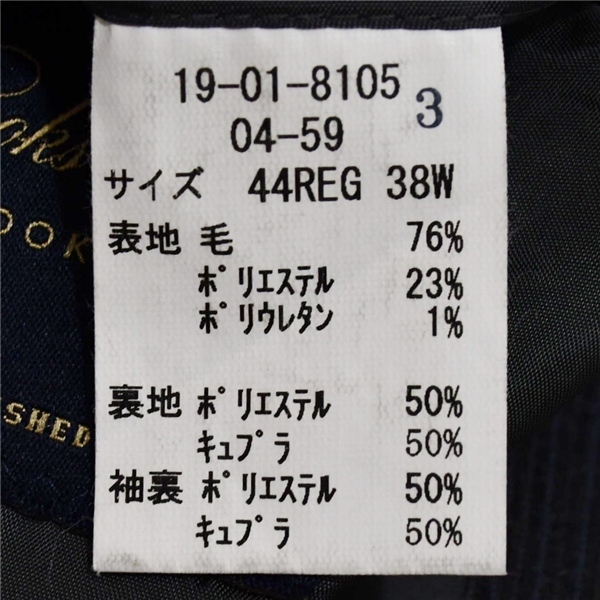 19-01-8105
3
04-59
サイズ 44REG 38W
表地 毛 76%
ﾎﾟﾘｴｽﾃﾙ 23%
ﾎﾟﾘｳﾚﾀﾝ 1%
裏地 ﾎﾟﾘｴｽﾃﾙ 50%
ｷｭﾌﾟﾗ 50%
袖裏 ﾎﾟﾘｴｽﾃﾙ 50%
ｷｭﾌﾟﾗ 50%
OOK
SHED